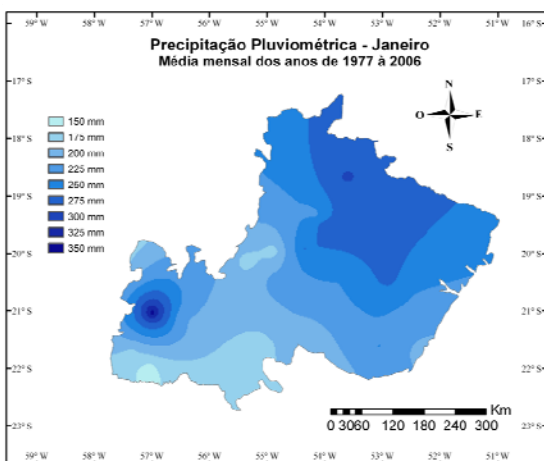 59° W 58° W 57° W 56° W 55° W 54° W 53° W 52° W 51° W 16° S
Precipitação Pluviométrica - Janeiro
Média mensal dos anos de 1977 à 2006
17° S 17° S
N
O E
S
150 mm
175 mm
18° S 18° S
200 mm
225 mm
260 mm
19° S 19° S
275 mm
300 mm
325 mm
20° S 20° S
350 mm
21° S 21° S
22° S 22° S
Km
0 30 60 120 180 240 300
23° S 23° S
59° W 58° W 57° W 56° W 55° W 54° W 53° W 52° W 51° W